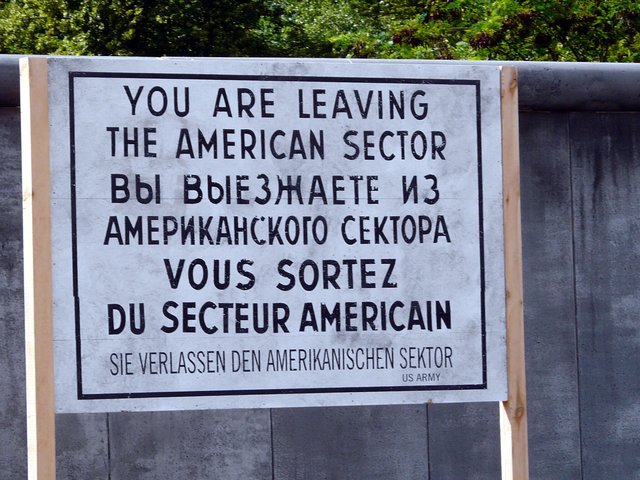 YOU ARE LEAVING
THE AMERICAN SECTOR
ВЫ ВЫЕЗЖАЕТЕ ИЗ
АМЕРИКАНСКОГО СЕКТОРА
VOUS SORTEZ
DU SECTEUR AMERICAIN
SIE VERLASSEN DEN AMERIKANISCHEN SEKTOR
US ARMY